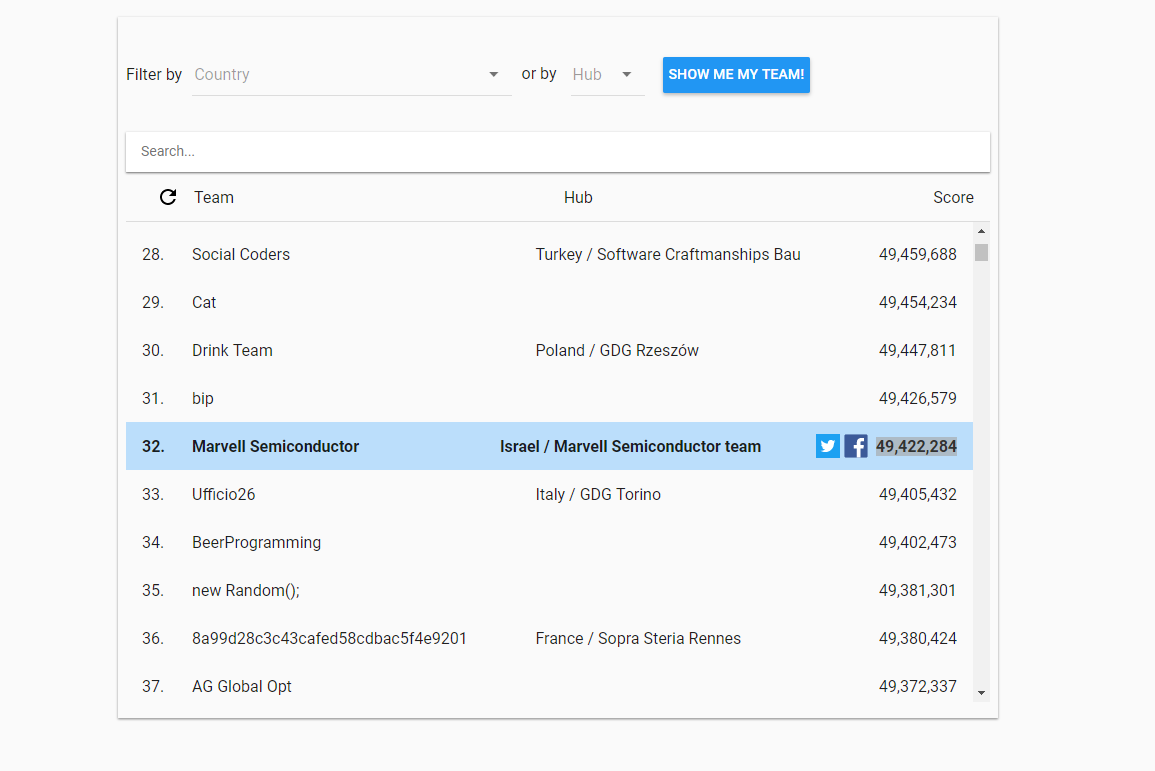 Filter by Country or by Hub SHOW ME MY TEAM!
Search...
Team Hub Score
28. Social Coders Turkey / Software Craftmanships Bau 49,459,688
29. Cat 49,454,234
30. Drink Team Poland / GDG Rzeszów 49,447,811
31. bip 49,426,579
32. Marvell Semiconductor Israel / Marvell Semiconductor team 49,422,284
33. Ufficio26 Italy / GDG Torino 49,405,432
34. BeerProgramming 49,402,473
35. new Random(); 49,381,301
36. 8a99d28c3c43cafed58cdbac5f4e9201 France / Sopra Steria Rennes 49,380,424
37. AG Global Opt 49,372,337